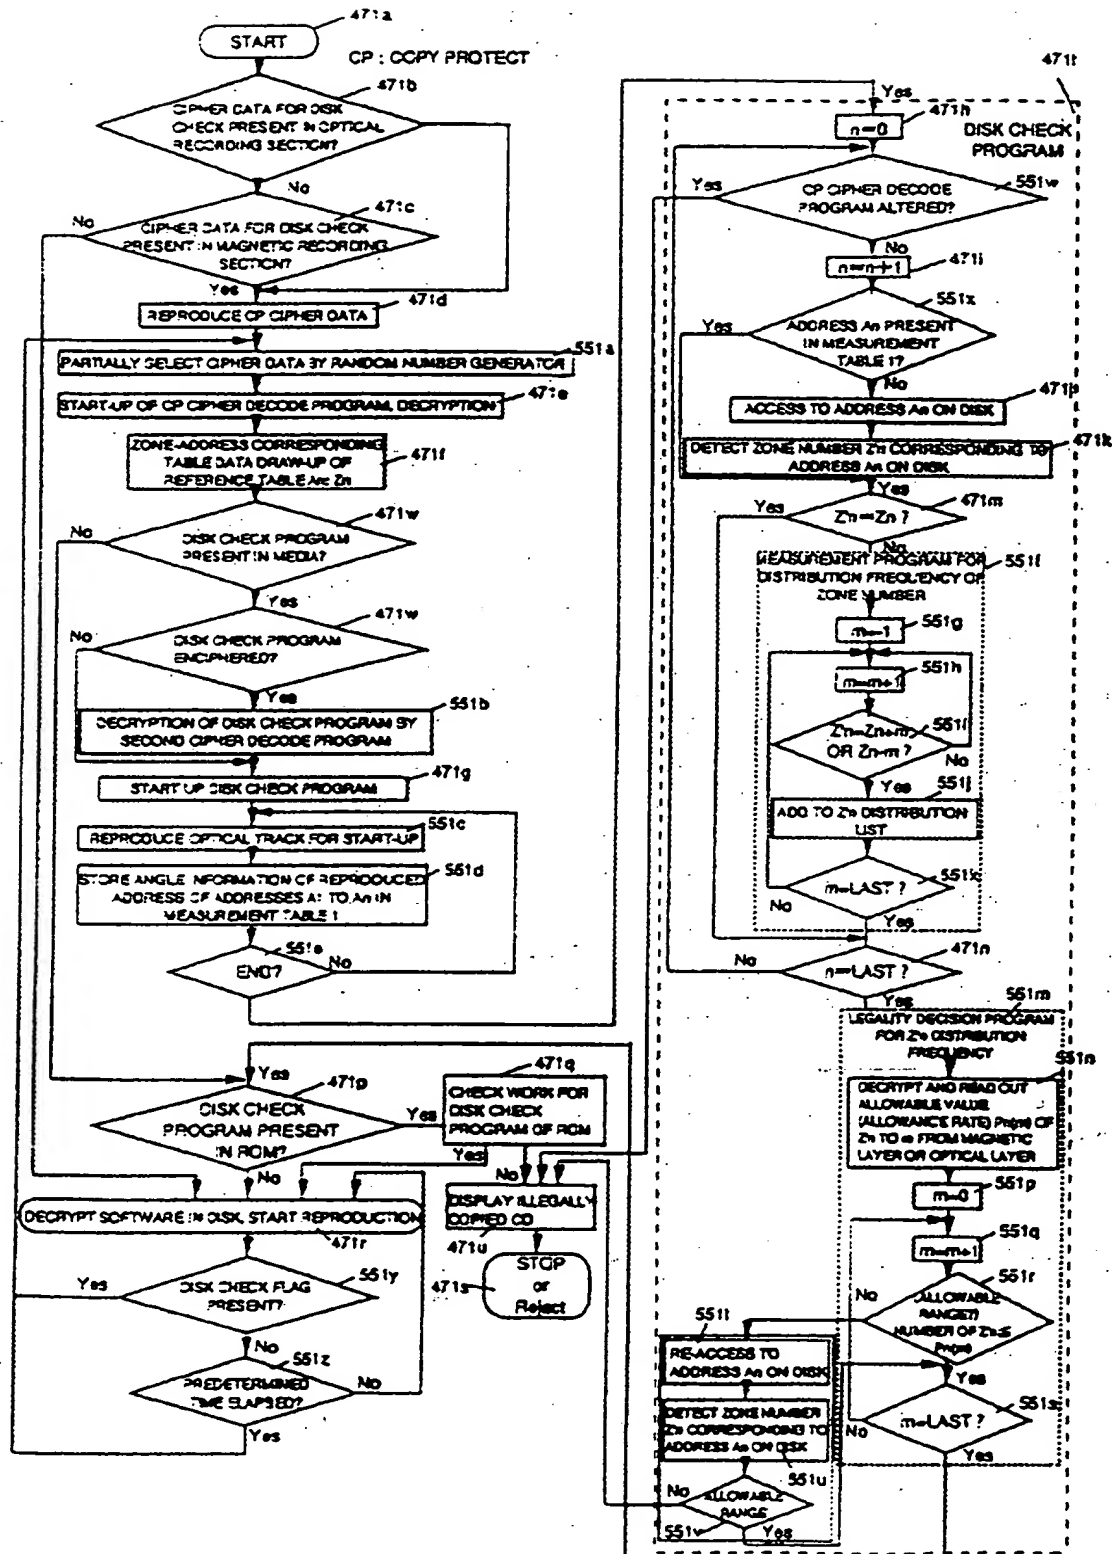 471a
START
CP : COPY PROTECT
471b
CIPHER DATA FOR DISK
CHECK PRESENT IN OPTICAL
RECORDING SECTION?
No
471c
No
CIPHER DATA FOR DISK CHECK
PRESENT IN MAGNETIC RECORDING
SECTION?
Yes
471d
REPRODUCE CP CIPHER DATA
551a
PARTIALLY SELECT CIPHER DATA BY RANDOM NUMBER GENERATOR
471e
START-UP OF CP CIPHER DECODE PROGRAM, DECRYPTION
ZONE-ADDRESS CORRESPONDING
TABLE DATA DRAW-UP OF
REFERENCE TABLE An: Zn
471f
471w
No
DISK CHECK PROGRAM
PRESENT IN MEDIA?
Yes
471w
No
DISK CHECK PROGRAM
ENCIPHERED?
Yes
551b
DECRYPTION OF DISK CHECK PROGRAM BY
SECOND CIPHER DECODE PROGRAM
471g
START UP DISK CHECK PROGRAM
551c
REPRODUCE OPTICAL TRACK FOR START-UP
551d
STORE ANGLE INFORMATION OF REPRODUCED
ADDRESS OF ADDRESSES A1 TO An IN
MEASUREMENT TABLE 1
551e
END?
No
Yes
471p
DISK CHECK
PROGRAM PRESENT
IN ROM?
Yes
No
471q
CHECK WORK FOR
DISK CHECK
PROGRAM OF ROM
Yes
No
DECRYPT SOFTWARE IN DISK, START REPRODUCTION
471r
DISPLAY ILLEGALLY
COPIED CD
471u
STOP
or
Reject
471s
551y
Yes
DISK CHECK FLAG
PRESENT?
No
551z
PREDETERMINED
TIME ELAPSED?
No
Yes
471t
Yes
471h
n=0
DISK CHECK
PROGRAM
551w
Yes
CP CIPHER DECODE
PROGRAM ALTERED?
No
n=n+1
471i
551x
Yes
ADDRESS An PRESENT
IN MEASUREMENT
TABLE 1?
No
471j
ACCESS TO ADDRESS An ON DISK
471k
DETECT ZONE NUMBER Z'n CORRESPONDING TO
ADDRESS An ON DISK
Yes
471m
Yes
Z'n=Zn ?
No
MEASUREMENT PROGRAM FOR
DISTRIBUTION FREQUENCY OF
ZONE NUMBER
551f
551g
m=-1
551h
m=m+1
551i
Z'n=Zn+m
OR Zn-m ?
No
Yes
551j
ADD TO Z'n DISTRIBUTION
LIST
551k
m=LAST ?
No
Yes
471n
No
n=LAST ?
Yes
551m
LEGALITY DECISION PROGRAM
FOR Z'n DISTRIBUTION
FREQUENCY
551n
DECRYPT AND READ OUT
ALLOWABLE VALUE
(ALLOWANCE RATE) Pn(m) OF
Z'n TO m FROM MAGNETIC
LAYER OR OPTICAL LAYER
551p
m=0
551q
m=m+1
551r
No
(ALLOWABLE
RANGE?)
NUMBER OF Z'n≤
Pn(m)
Yes
551s
m=LAST ?
No
Yes
551t
RE-ACCESS TO
ADDRESS An ON DISK
DETECT ZONE NUMBER
Z'n CORRESPONDING TO
ADDRESS An ON DISK
551u
No
ALLOWABLE
RANGE
551v
Yes